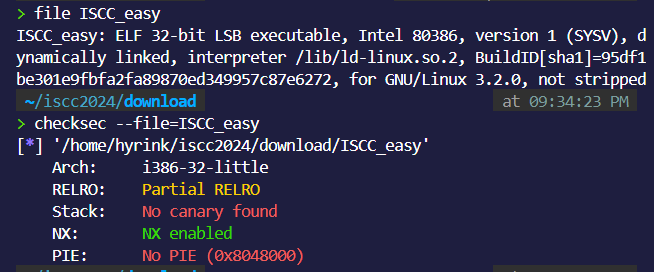 > file ISCC_easy
ISCC_easy: ELF 32-bit LSB executable, Intel 80386, version 1 (SYSV), d
ynamically linked, interpreter /lib/ld-linux.so.2, BuildID[sha1]=95df1
be301e9fbfa2fa89870ed349957c87e6272, for GNU/Linux 3.2.0, not stripped
~/iscc2024/download at 09:34:23 PM
> checksec --file=ISCC_easy
[*] '/home/hyrink/iscc2024/download/ISCC_easy'
Arch: i386-32-little
RELRO: Partial RELRO
Stack: No canary found
NX: NX enabled
PIE: No PIE (0x8048000)